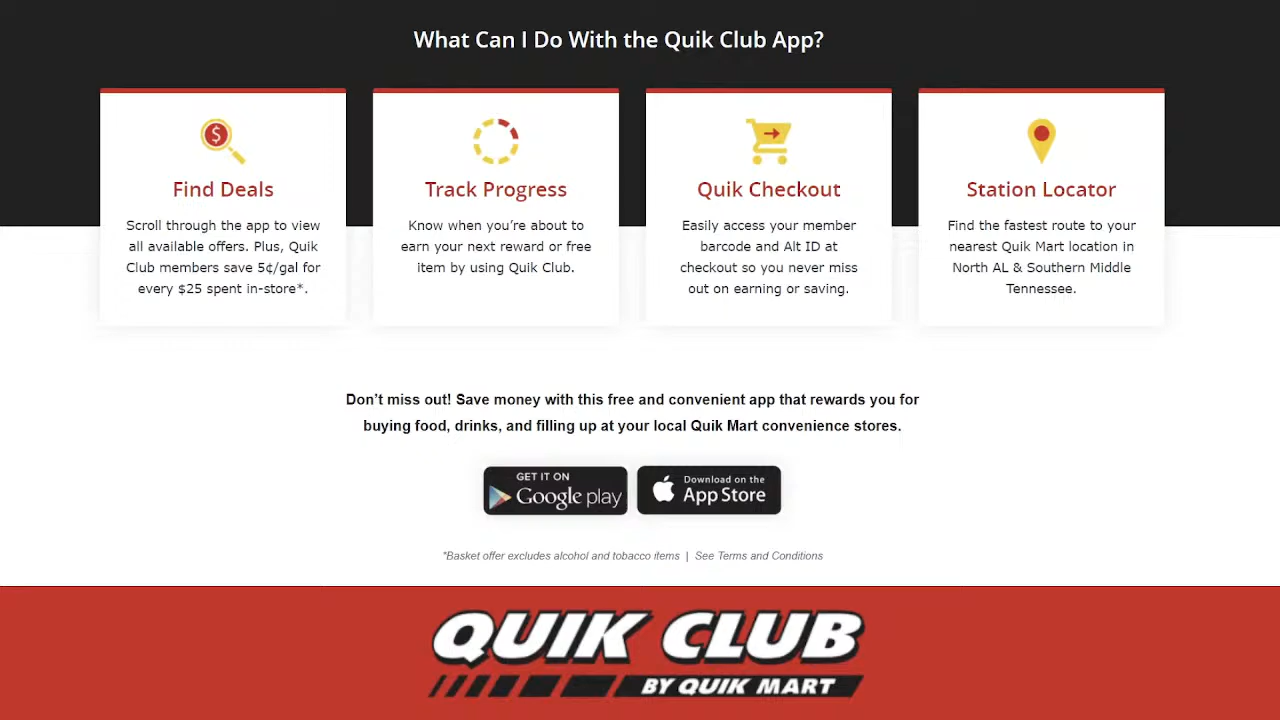 What Can I Do With the Quik Club App?
$
Find Deals
Scroll through the app to view
all available offers. Plus, Quik
Club members save 5¢/gal for
every $25 spent in-store*.
Track Progress
Know when you’re about to
earn your next reward or free
item by using Quik Club.
Quik Checkout
Easily access your member
barcode and Alt ID at
checkout so you never miss
out on earning or saving.
Station Locator
Find the fastest route to your
nearest Quik Mart location in
North AL & Southern Middle
Tennessee.
Don’t miss out! Save money with this free and convenient app that rewards you for
buying food, drinks, and filling up at your local Quik Mart convenience stores.
GET IT ON
Google play
Download on the
App Store
*Basket offer excludes alcohol and tobacco items | See Terms and Conditions
QUIK CLUB
BY QUIK MART